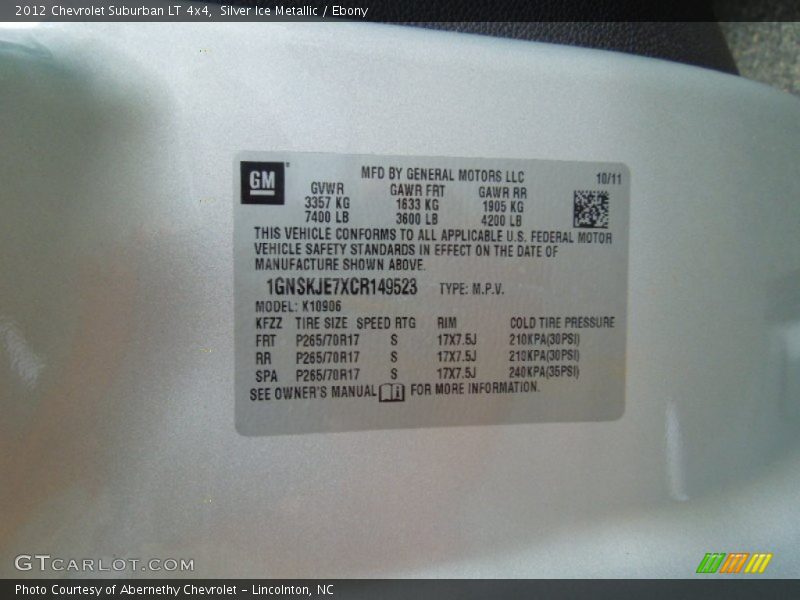 2012 Chevrolet Suburban LT 4x4, Silver Ice Metallic / Ebony
GM
MFD BY GENERAL MOTORS LLC 10/11
GVWR GAWR FRT GAWR RR
3357 KG 1633 KG 1905 KG
7400 LB 3600 LB 4200 LB
THIS VEHICLE CONFORMS TO ALL APPLICABLE U.S. FEDERAL MOTOR
VEHICLE SAFETY STANDARDS IN EFFECT ON THE DATE OF
MANUFACTURE SHOWN ABOVE.
1GNSKJE7XCR149523 TYPE: M.P.V.
MODEL: K10906
KFZZ TIRE SIZE SPEED RTG RIM COLD TIRE PRESSURE
FRT P265/70R17 S 17X7.5J 210KPA(30PSI)
RR P265/70R17 S 17X7.5J 210KPA(30PSI)
SPA P265/70R17 S 17X7.5J 240KPA(35PSI)
SEE OWNER'S MANUAL FOR MORE INFORMATION.
GTCARLOT.COM
Photo Courtesy of Abernethy Chevrolet - Lincolnton, NC